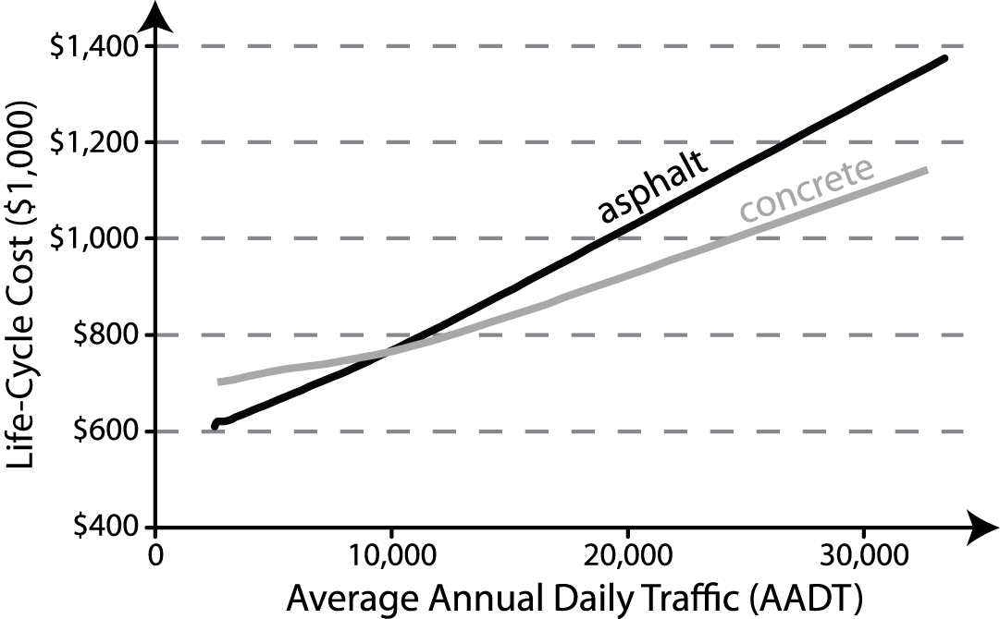 $1,400
$1,200
$1,000
$800
$600
$400
Life-Cycle Cost ($1,000)
asphalt
concrete
0
10,000
20,000
30,000
Average Annual Daily Traffic (AADT)